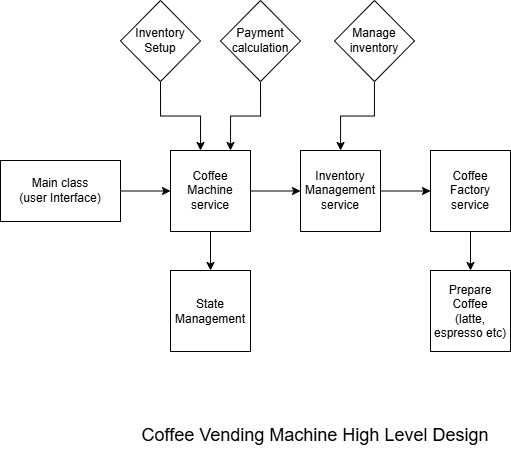 Inventory
Setup
Payment
calculation
Manage
inventory
Main class
(user Interface)
Coffee
Machine
service
Inventory
Management
service
Coffee
Factory
service
State
Management
Prepare
Coffee
(latte,
espresso etc)
Coffee Vending Machine High Level Design